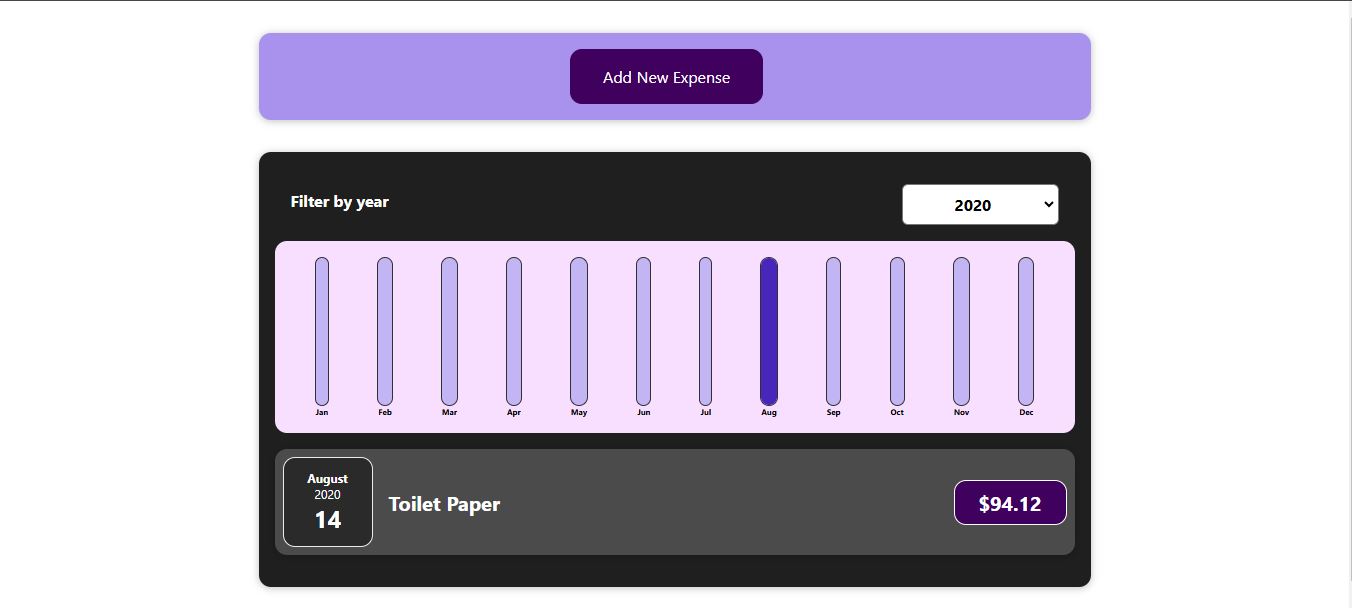 Add New Expense
Filter by year
2020
Jan Feb Mar Apr May Jun Jul Aug Sep Oct Nov Dec
August
2020
14
Toilet Paper
$94.12